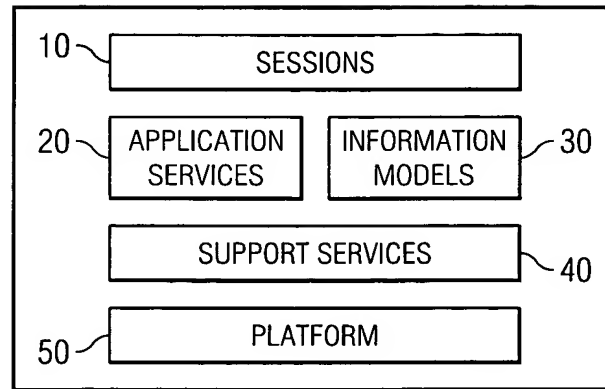 10 SESSIONS
20 APPLICATION SERVICES INFORMATION MODELS 30
SUPPORT SERVICES 40
50 PLATFORM